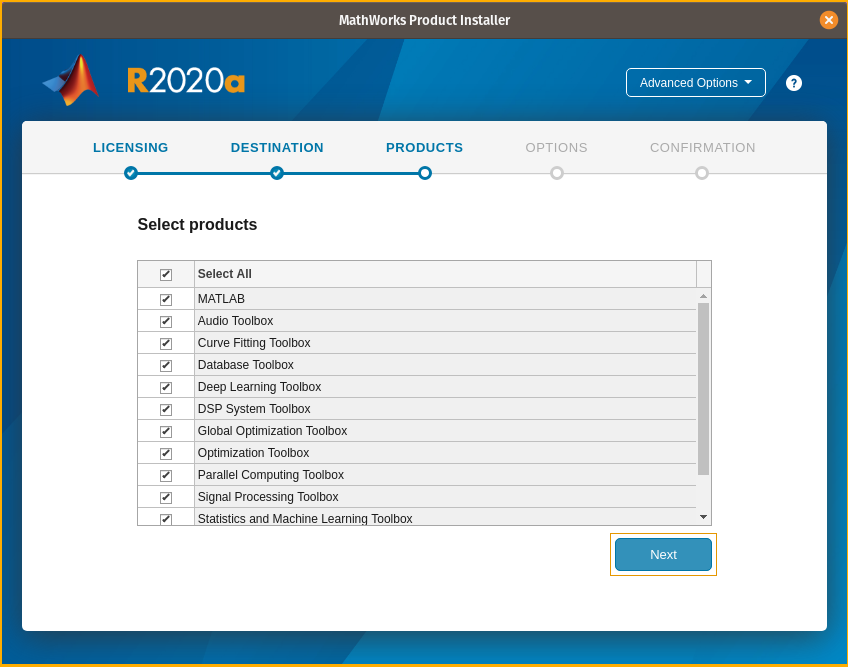 MathWorks Product Installer
R2020a
Advanced Options
?
LICENSING DESTINATION PRODUCTS OPTIONS CONFIRMATION
Select products
Select All
MATLAB
Audio Toolbox
Curve Fitting Toolbox
Database Toolbox
Deep Learning Toolbox
DSP System Toolbox
Global Optimization Toolbox
Optimization Toolbox
Parallel Computing Toolbox
Signal Processing Toolbox
Statistics and Machine Learning Toolbox
Next